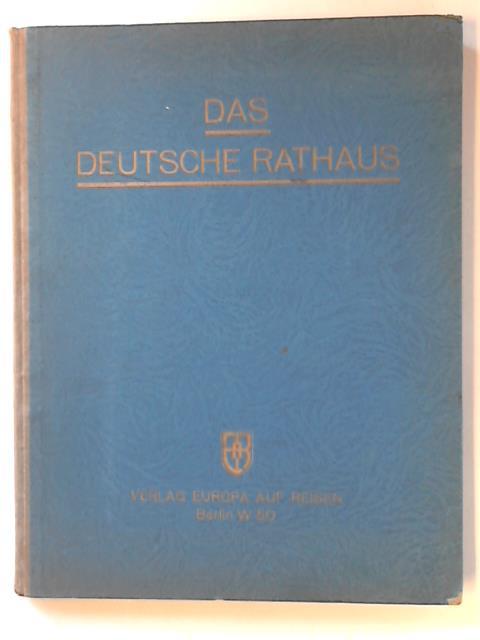 DAS
DEUTSCHE RATHAUS
VERLAG EUROPA AUF REISEN
Berlin W 50